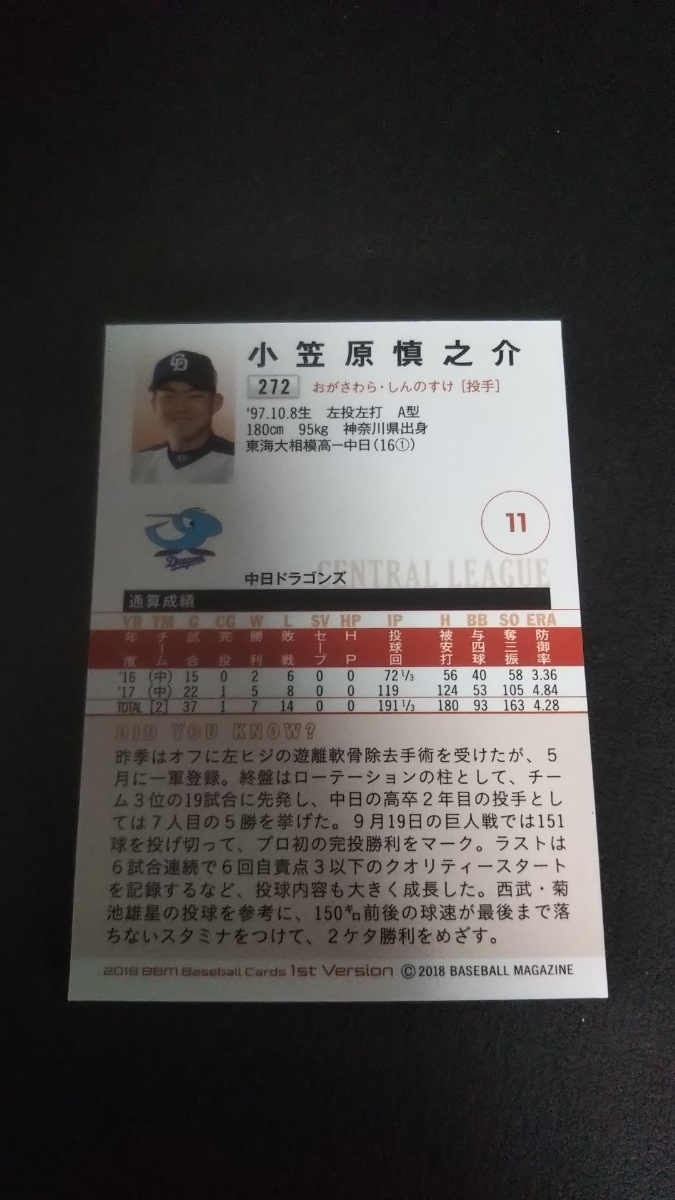 小笠原慎之介
272 おがさわら・しんのすけ [投手]
'97.10.8生 左投左打 A型
180cm 95kg 神奈川県出身
東海大相模高ー中日(16①)
11
Dragons
中日ドラゴンズ
CENTRAL LEAGUE
通算成績
YR TM G CG W L SV HP IP H BB SO ERA
年度 チーム 試合 完投 勝利 敗戦 セーブ HP 投球回 被安打 与四球 奪三振 防御率
'16 (中) 15 0 2 6 0 0 72 1/3 56 40 58 3.36
'17 (中) 22 1 5 8 0 0 119 124 53 105 4.84
TOTAL [2] 37 1 7 14 0 0 191 1/3 180 93 163 4.28
DID YOU KNOW?
昨季はオフに左ヒジの遊離軟骨除去手術を受けたが、5
月に一軍登録。終盤はローテーションの柱として、チー
ム3位の19試合に先発し、中日の高卒2年目の投手とし
ては7人目の5勝を挙げた。9月19日の巨人戦では151
球を投げ切って、プロ初の完投勝利をマーク。ラストは
6試合連続で6回自責点3以下のクオリティースタート
を記録するなど、投球内容も大きく成長した。西武・菊
池雄星の投球を参考に、150㌔前後の球速が最後まで落
ちないスタミナをつけて、2ケタ勝利をめざす。
2018 BBM Baseball Cards 1st Version ©2018 BASEBALL MAGAZINE